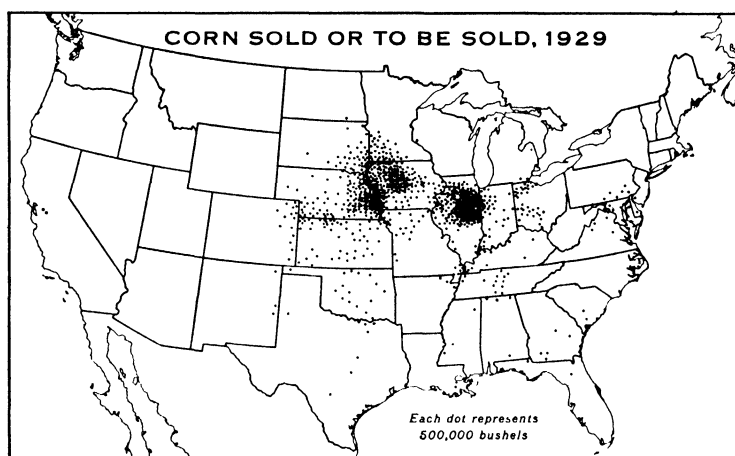 CORN SOLD OR TO BE SOLD, 1929
Each dot represents
500,000 bushels